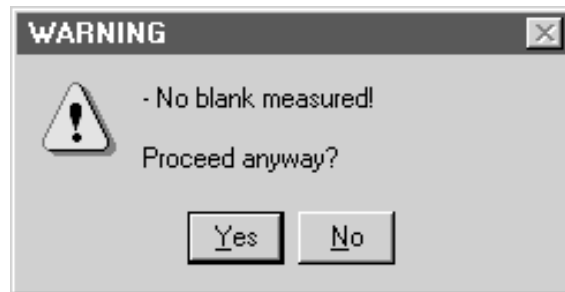 WARNING
- No blank measured!
Proceed anyway?
Yes No